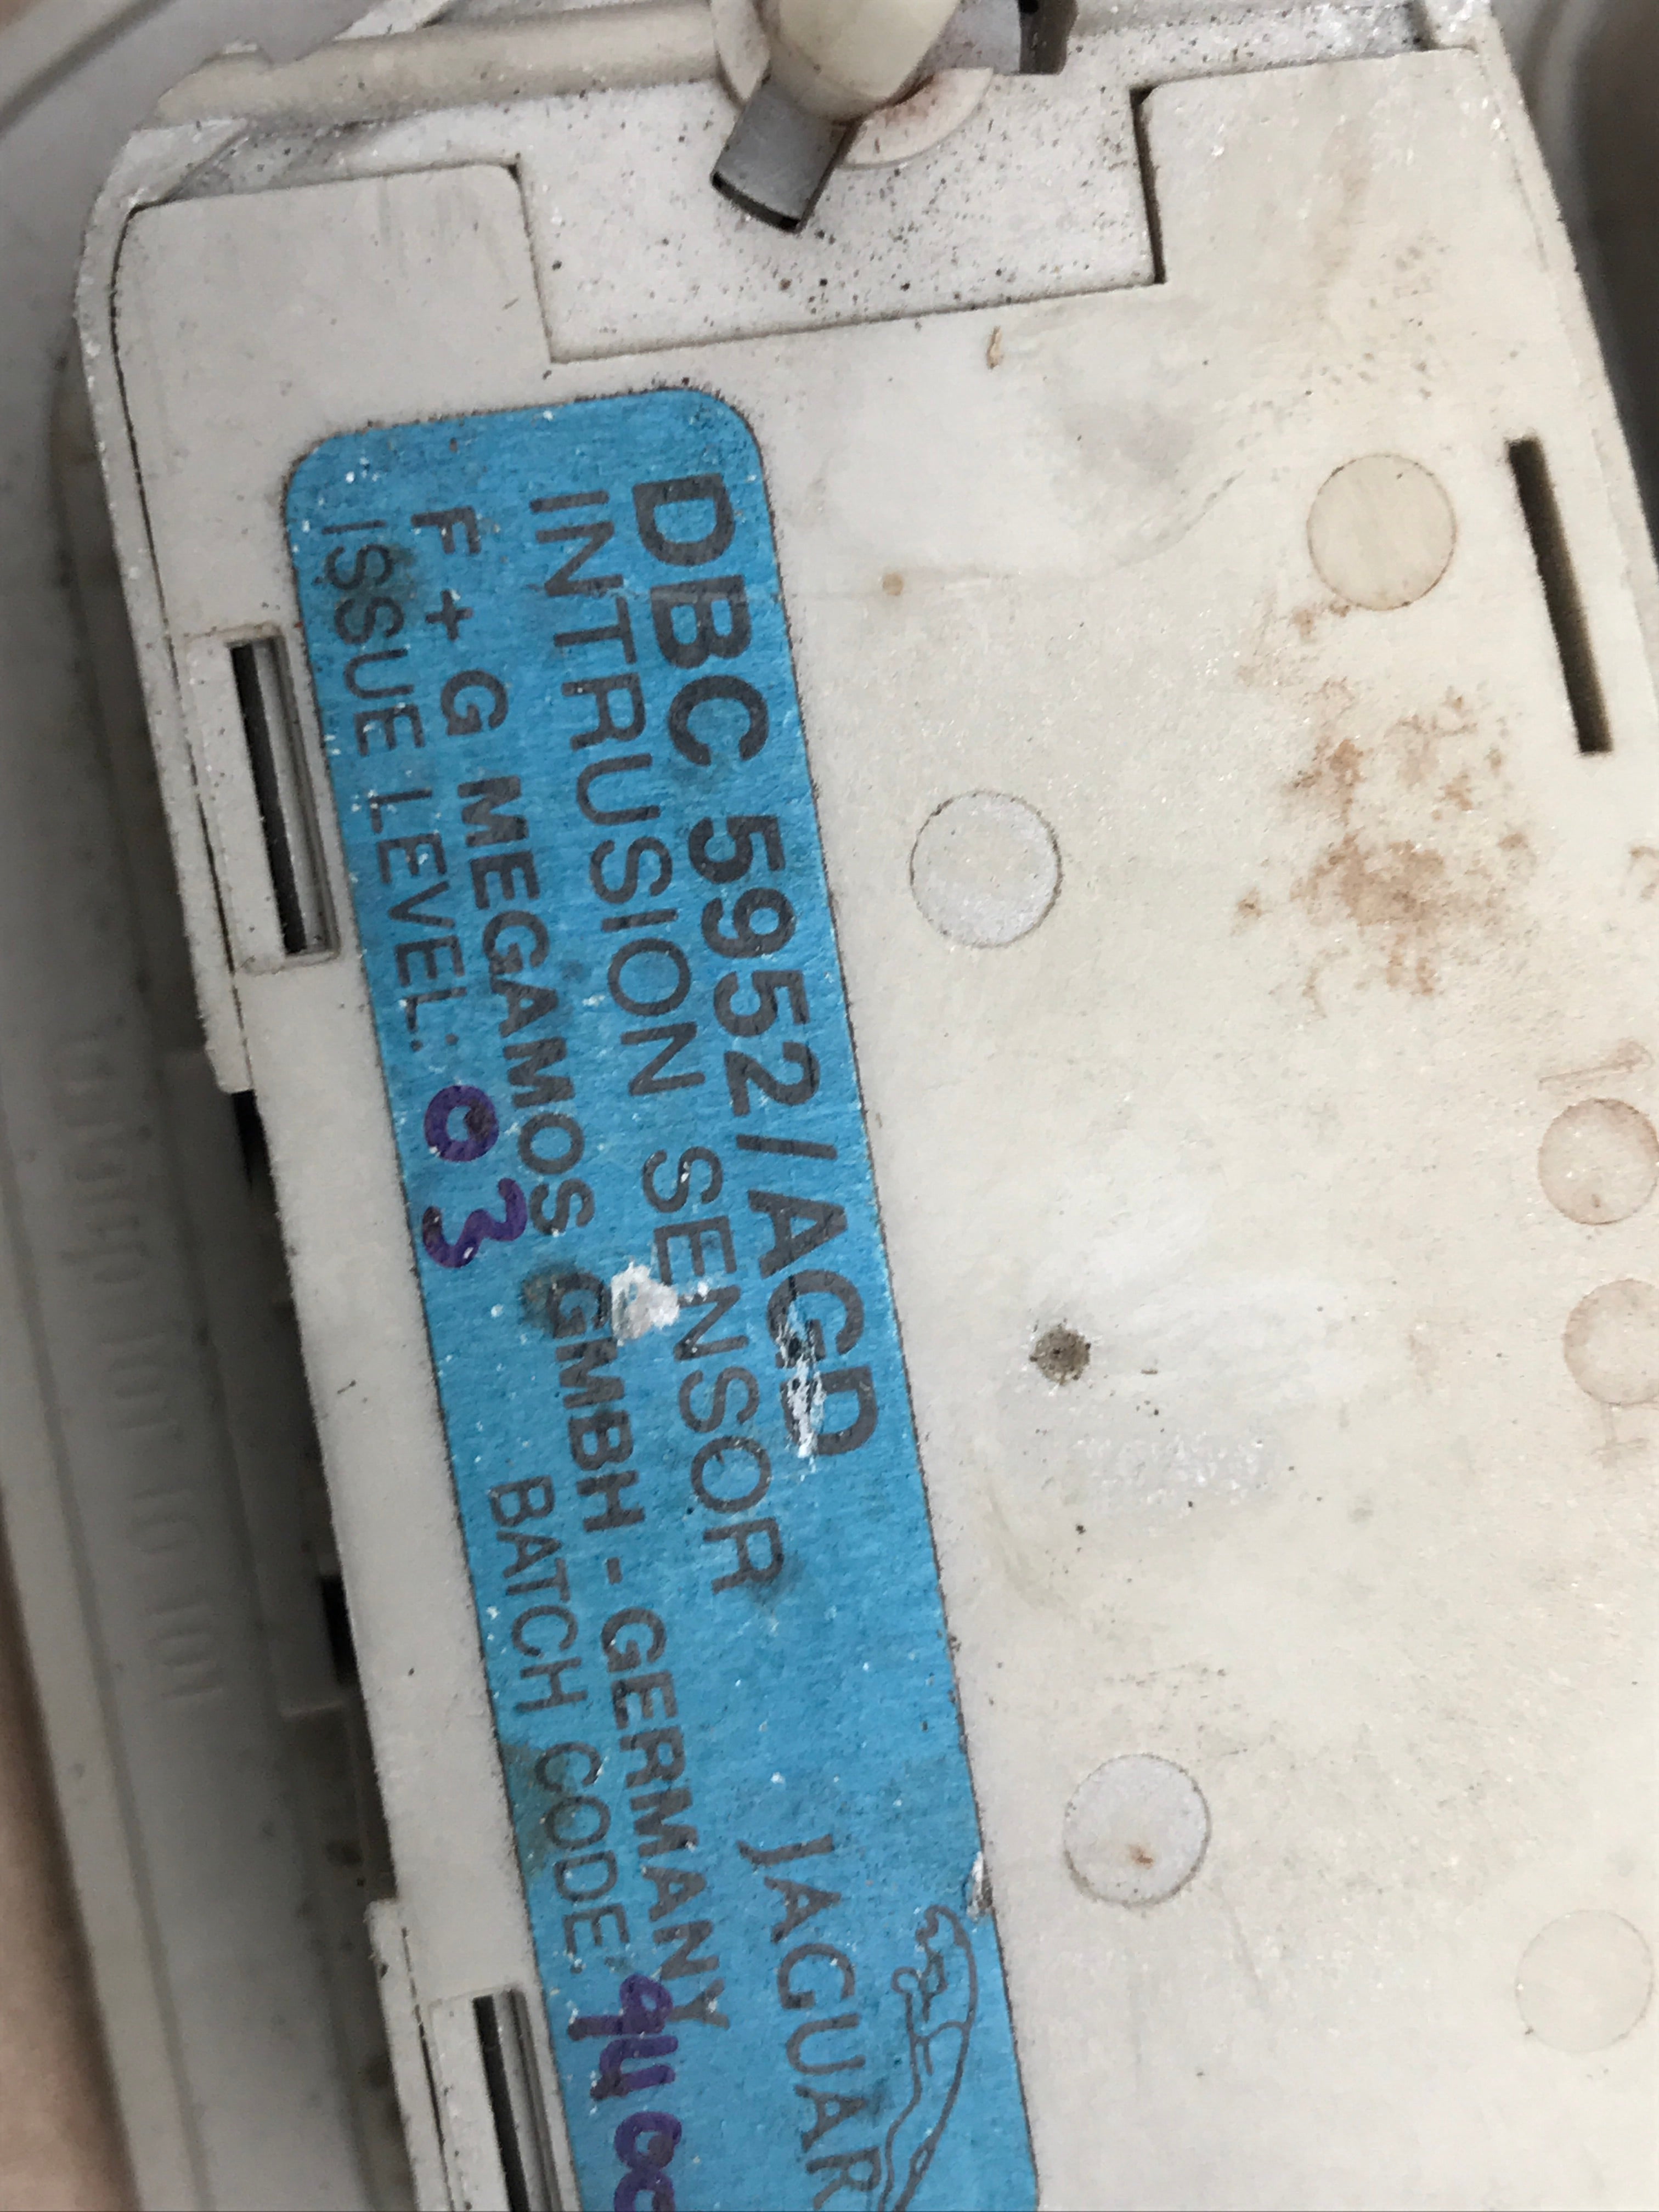 DBC 5952/AGD
INTRUSION SENSOR
JAGUAR
F + G MEGAMOS GMBH - GERMANY
ISSUE LEVEL: 03
BATCH CODE